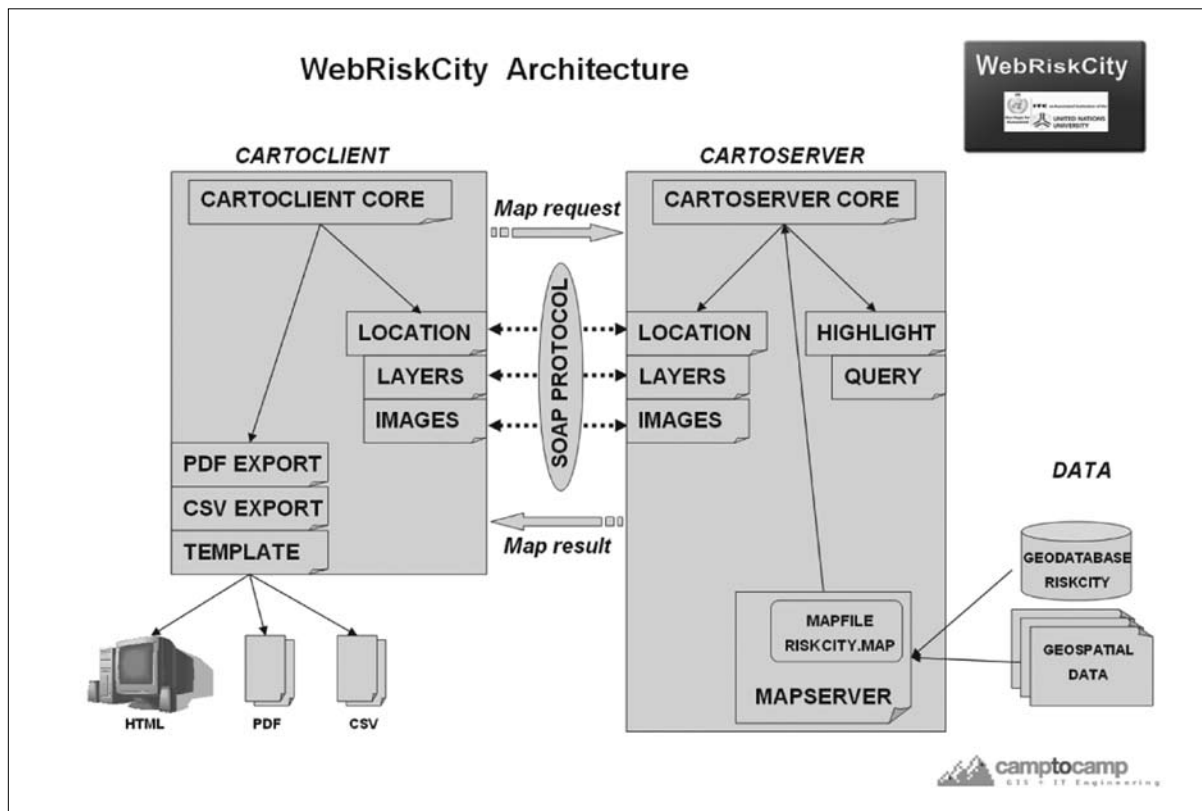 WebRiskCity Architecture
WebRiskCity
UNITED NATIONS
UNIVERSITY
CARTOCLIENT
CARTOCLIENT CORE
LOCATION
LAYERS
IMAGES
PDF EXPORT
CSV EXPORT
TEMPLATE
HTML
PDF
CSV
Map request
SOAP PROTOCOL
Map result
CARTOSERVER
CARTOSERVER CORE
LOCATION
LAYERS
IMAGES
HIGHLIGHT
QUERY
MAPFILE
RISKCITY.MAP
MAPSERVER
DATA
GEODATABASE
RISKCITY
GEOSPATIAL
DATA
camptocamp
GIS + IT Engineering